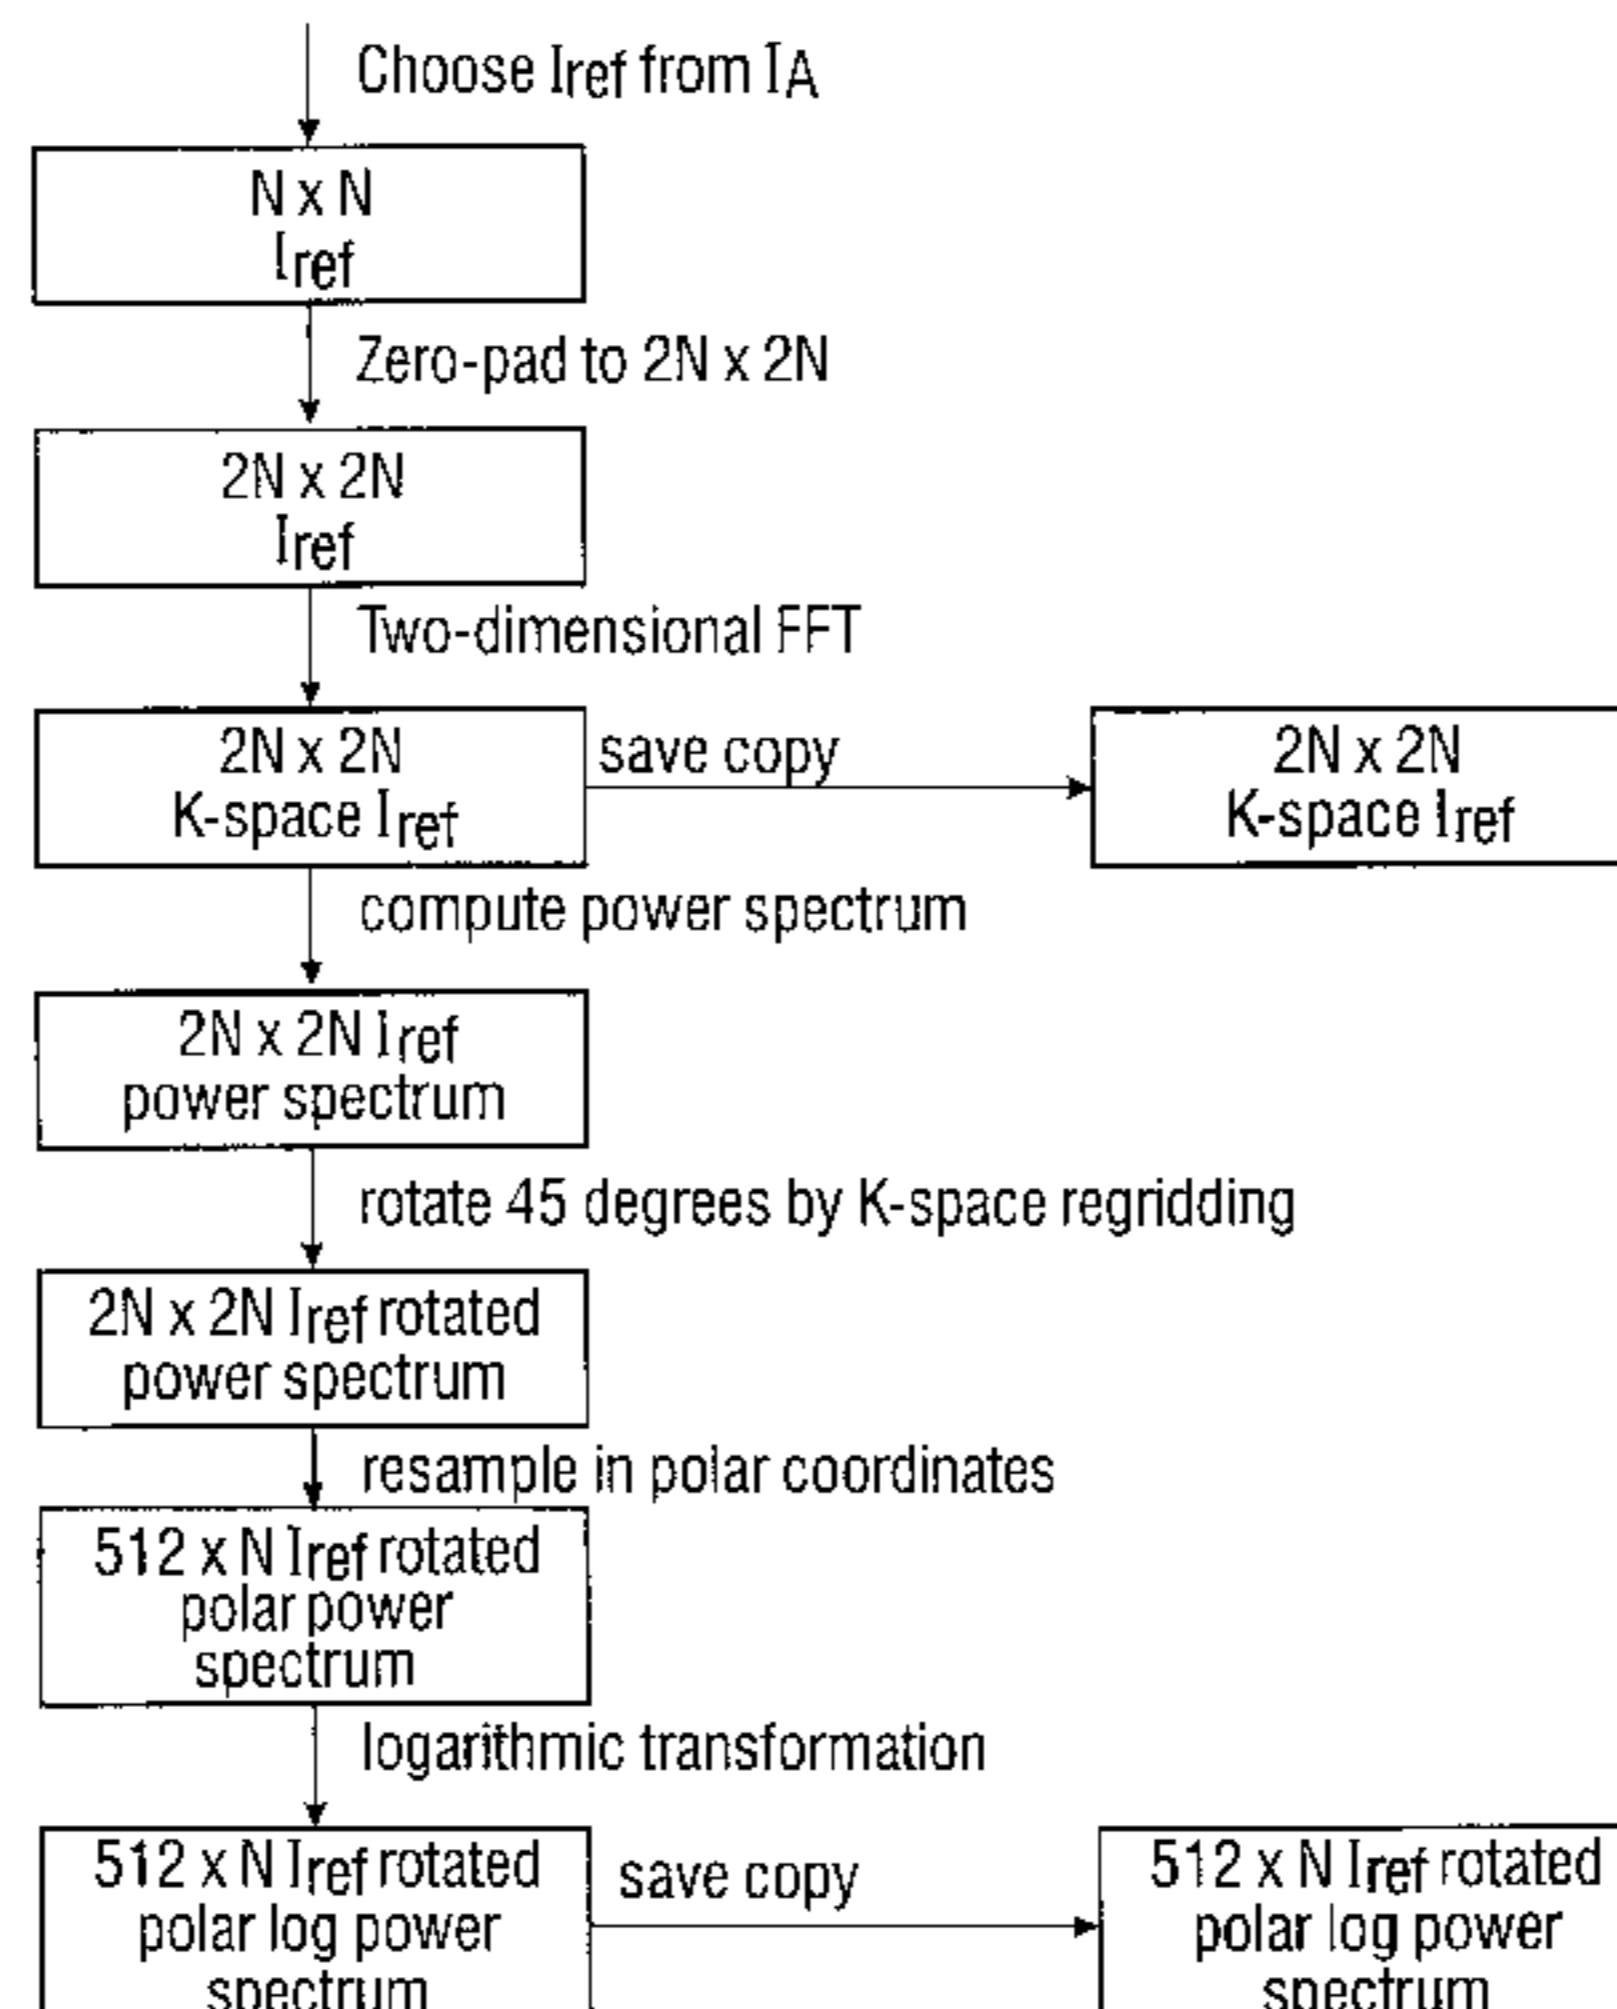 Choose Iref from IA
N x N
Iref
Zero-pad to 2N x 2N
2N x 2N
Iref
Two-dimensional FFT
2N x 2N
K-space Iref
save copy
2N x 2N
K-space Iref
compute power spectrum
2N x 2N Iref
power spectrum
rotate 45 degrees by K-space regridding
2N x 2N Iref rotated
power spectrum
resample in polar coordinates
512 x N Iref rotated
polar power
spectrum
logarithmic transformation
512 x N Iref rotated
polar log power
spectrum
save copy
512 x N Iref rotated
polar log power
spectrum